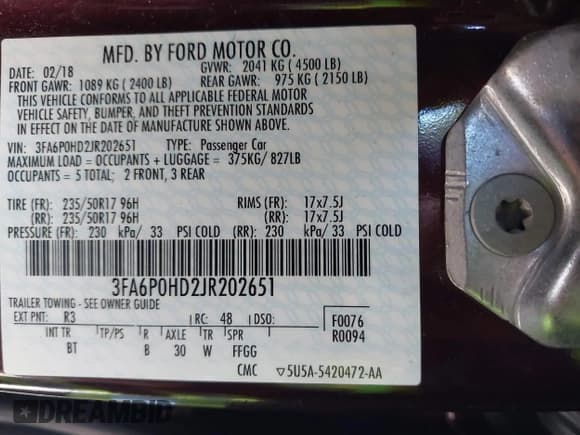 MFD. BY FORD MOTOR CO.
DATE: 02/18 GVWR: 2041 KG ( 4500 LB)
FRONT GAWR: 1089 KG ( 2400 LB) REAR GAWR: 975 KG ( 2150 LB)
THIS VEHICLE CONFORMS TO ALL APPLICABLE FEDERAL MOTOR
VEHICLE SAFETY, BUMPER, AND THEFT PREVENTION STANDARDS
IN EFFECT ON THE DATE OF MANUFACTURE SHOWN ABOVE.
VIN: 3FA6P0HD2JR202651 TYPE: Passenger Car
MAXIMUM LOAD = OCCUPANTS + LUGGAGE = 375KG/ 827LB
OCCUPANTS = 5 TOTAL; 2 FRONT, 3 REAR
TIRE (FR): 235/50R17 96H RIMS (FR): 17x7.5J
(RR): 235/50R17 96H (RR): 17x7.5J
PRESSURE (FR): 230 kPa/ 33 PSI COLD (RR): 230 kPa/ 33 PSI COLD
3FA6P0HD2JR202651
TRAILER TOWING - SEE OWNER GUIDE
EXT PNT: R3 RC: 48 DSO: F0076
INT TR TP/PS R AXLE TR SPR R0094
BT B 30 W FFGG
CMC ▽5U5A-5420472-AA
DREAMBID